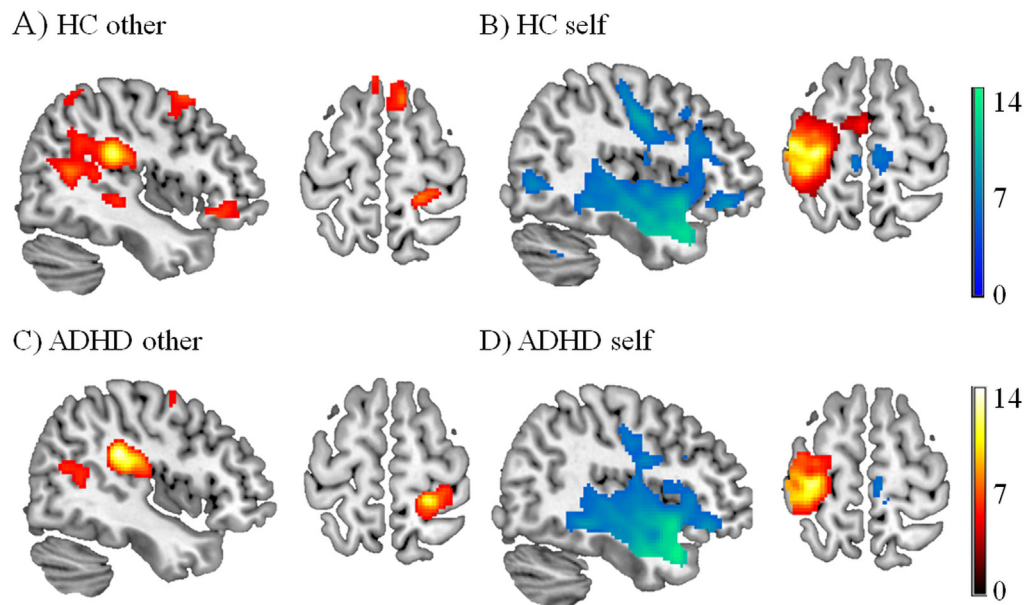 A) HC other
B) HC self
14
7
0
C) ADHD other
D) ADHD self
14
7
0